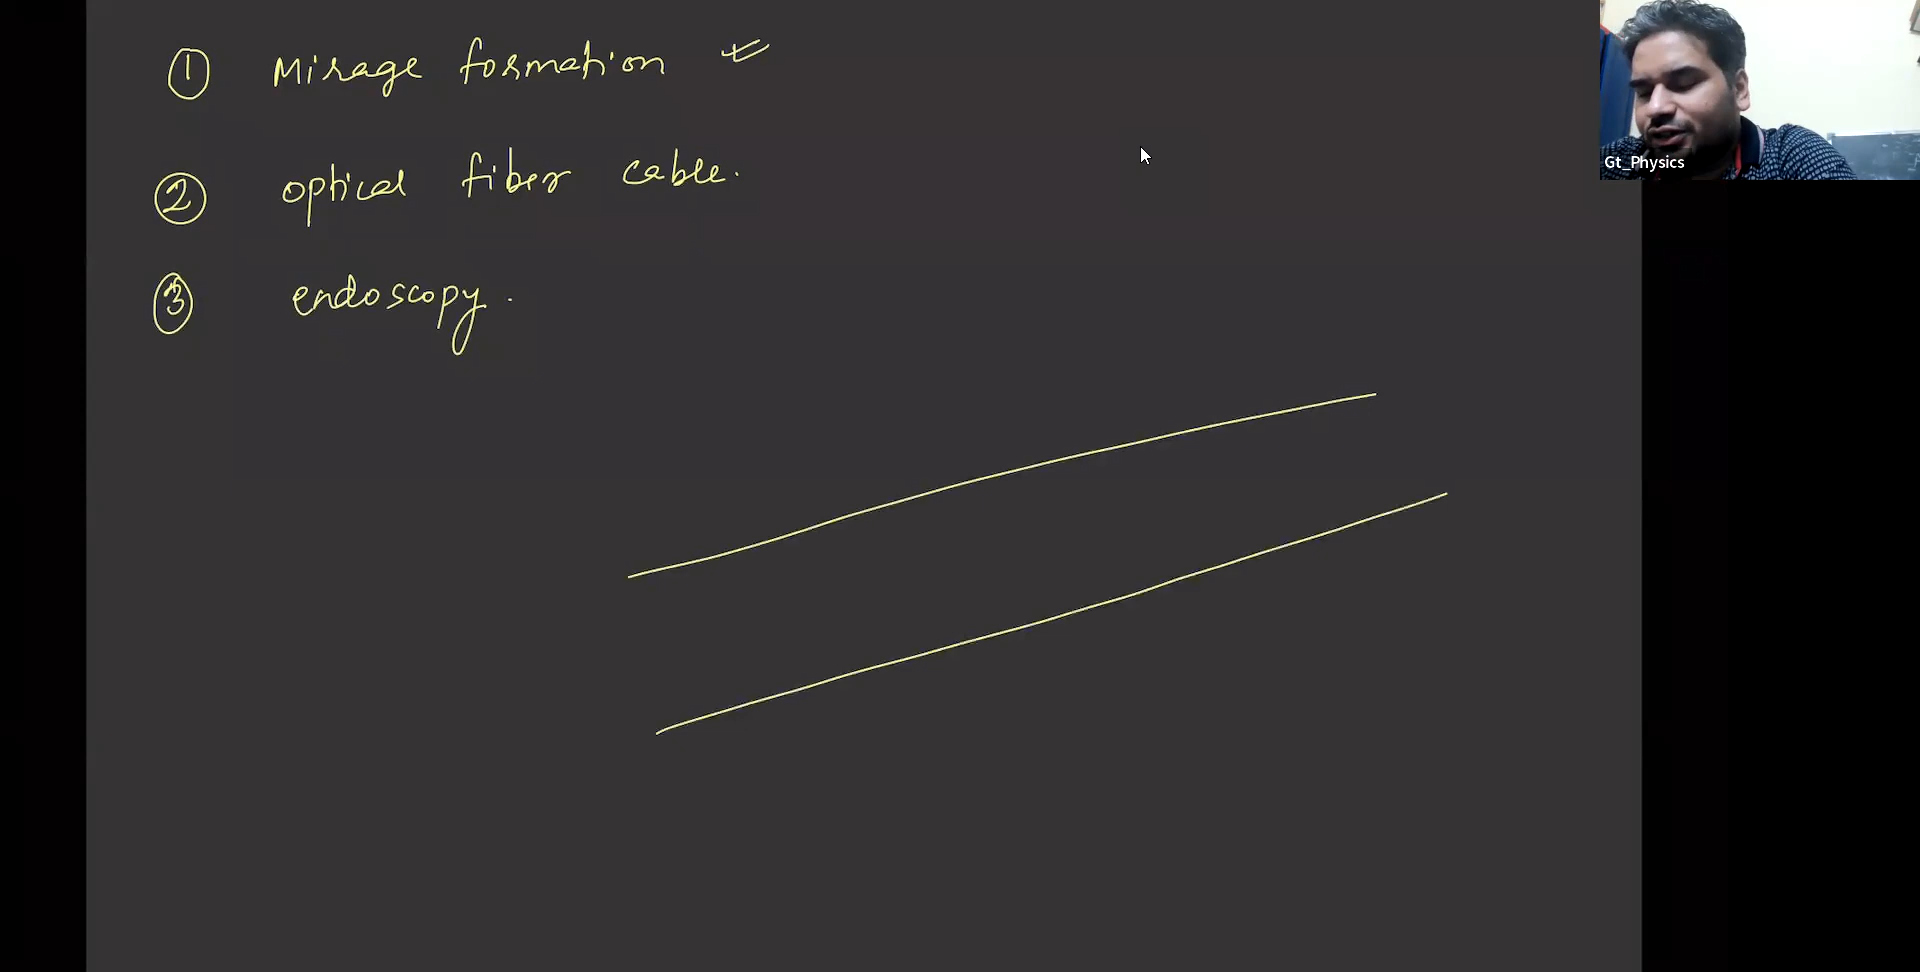 ① Mirage formation
② optical fiber cable.
③ endoscopy.
Gt_Physics